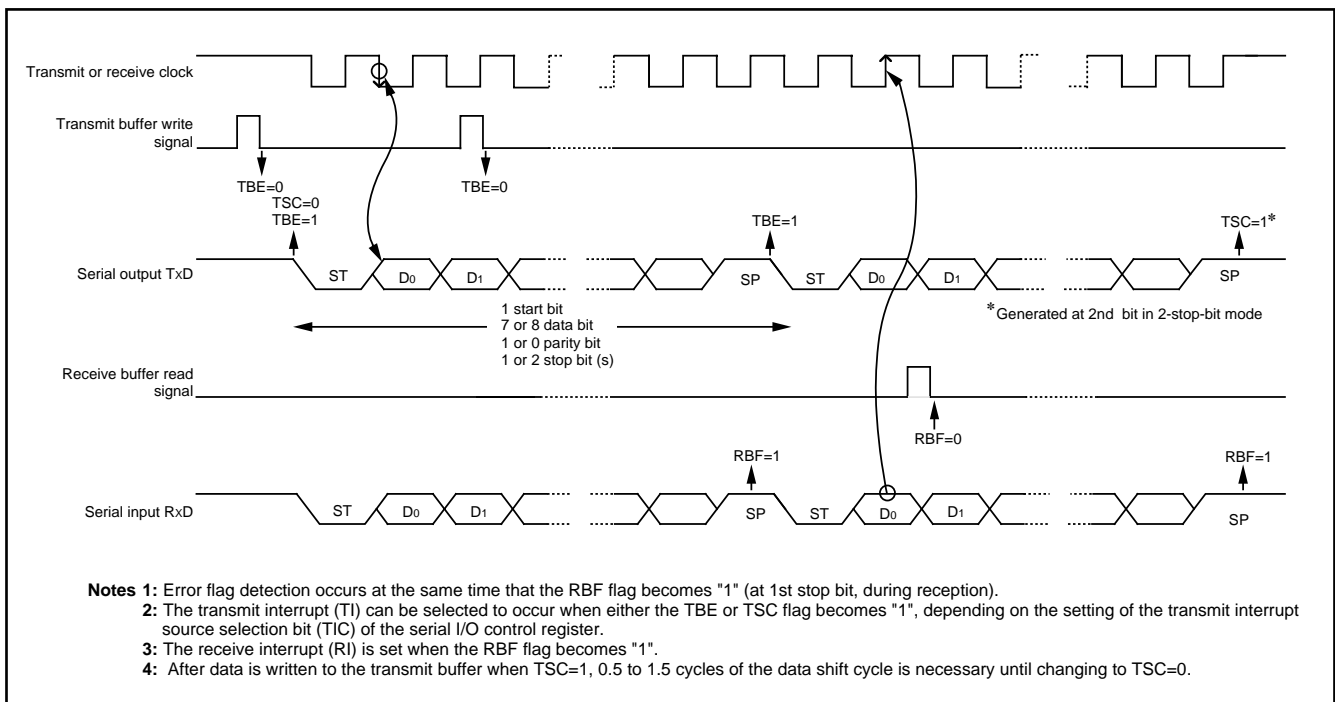 Transmit or receive clock
Transmit buffer write
signal
TBE=0
TSC=0
TBE=1
TBE=0
TBE=1
TSC=1*
Serial output TxD
ST
D0
D1
SP
ST
D0
D1
SP
*Generated at 2nd bit in 2-stop-bit mode
1 start bit
7 or 8 data bit
1 or 0 parity bit
1 or 2 stop bit (s)
Receive buffer read
signal
RBF=0
RBF=1
RBF=1
Serial input RxD
ST
D0
D1
SP
ST
D0
D1
SP
Notes 1: Error flag detection occurs at the same time that the RBF flag becomes "1" (at 1st stop bit, during reception).
2: The transmit interrupt (TI) can be selected to occur when either the TBE or TSC flag becomes "1", depending on the setting of the transmit interrupt
source selection bit (TIC) of the serial I/O control register.
3: The receive interrupt (RI) is set when the RBF flag becomes "1".
4: After data is written to the transmit buffer when TSC=1, 0.5 to 1.5 cycles of the data shift cycle is necessary until changing to TSC=0.